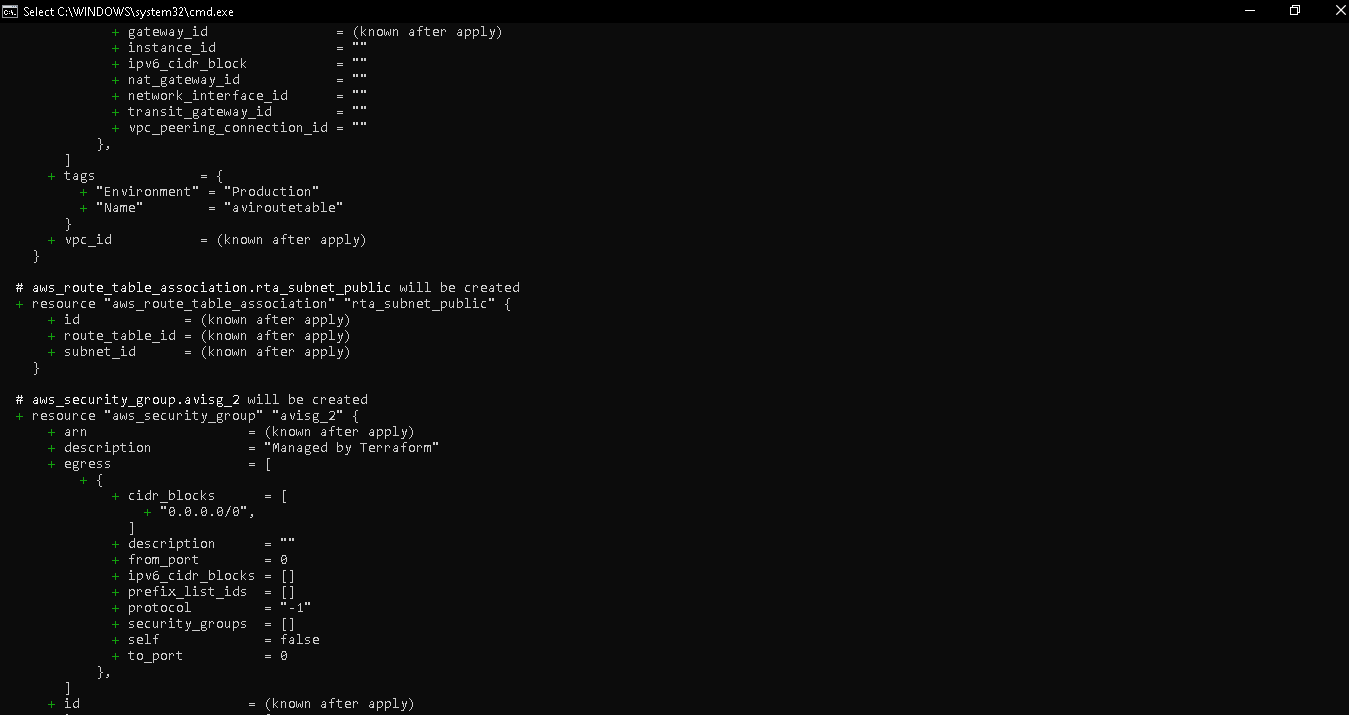 Select C:\WINDOWS\system32\cmd.exe
+ gateway_id                = (known after apply)
+ instance_id               = ""
+ ipv6_cidr_block           = ""
+ nat_gateway_id            = ""
+ network_interface_id      = ""
+ transit_gateway_id        = ""
+ vpc_peering_connection_id = ""
},
]
+ tags             = {
+ "Environment" = "Production"
+ "Name"        = "aviroutetable"
}
+ vpc_id           = (known after apply)
}
# aws_route_table_association.rta_subnet_public will be created
+ resource "aws_route_table_association" "rta_subnet_public" {
+ id             = (known after apply)
+ route_table_id = (known after apply)
+ subnet_id      = (known after apply)
}
# aws_security_group.avisg_2 will be created
+ resource "aws_security_group" "avisg_2" {
+ arn                    = (known after apply)
+ description            = "Managed by Terraform"
+ egress                 = [
+ {
+ cidr_blocks      = [
+ "0.0.0.0/0",
]
+ description      = ""
+ from_port        = 0
+ ipv6_cidr_blocks = []
+ prefix_list_ids  = []
+ protocol         = "-1"
+ security_groups  = []
+ self             = false
+ to_port          = 0
},
]
+ id                     = (known after apply)